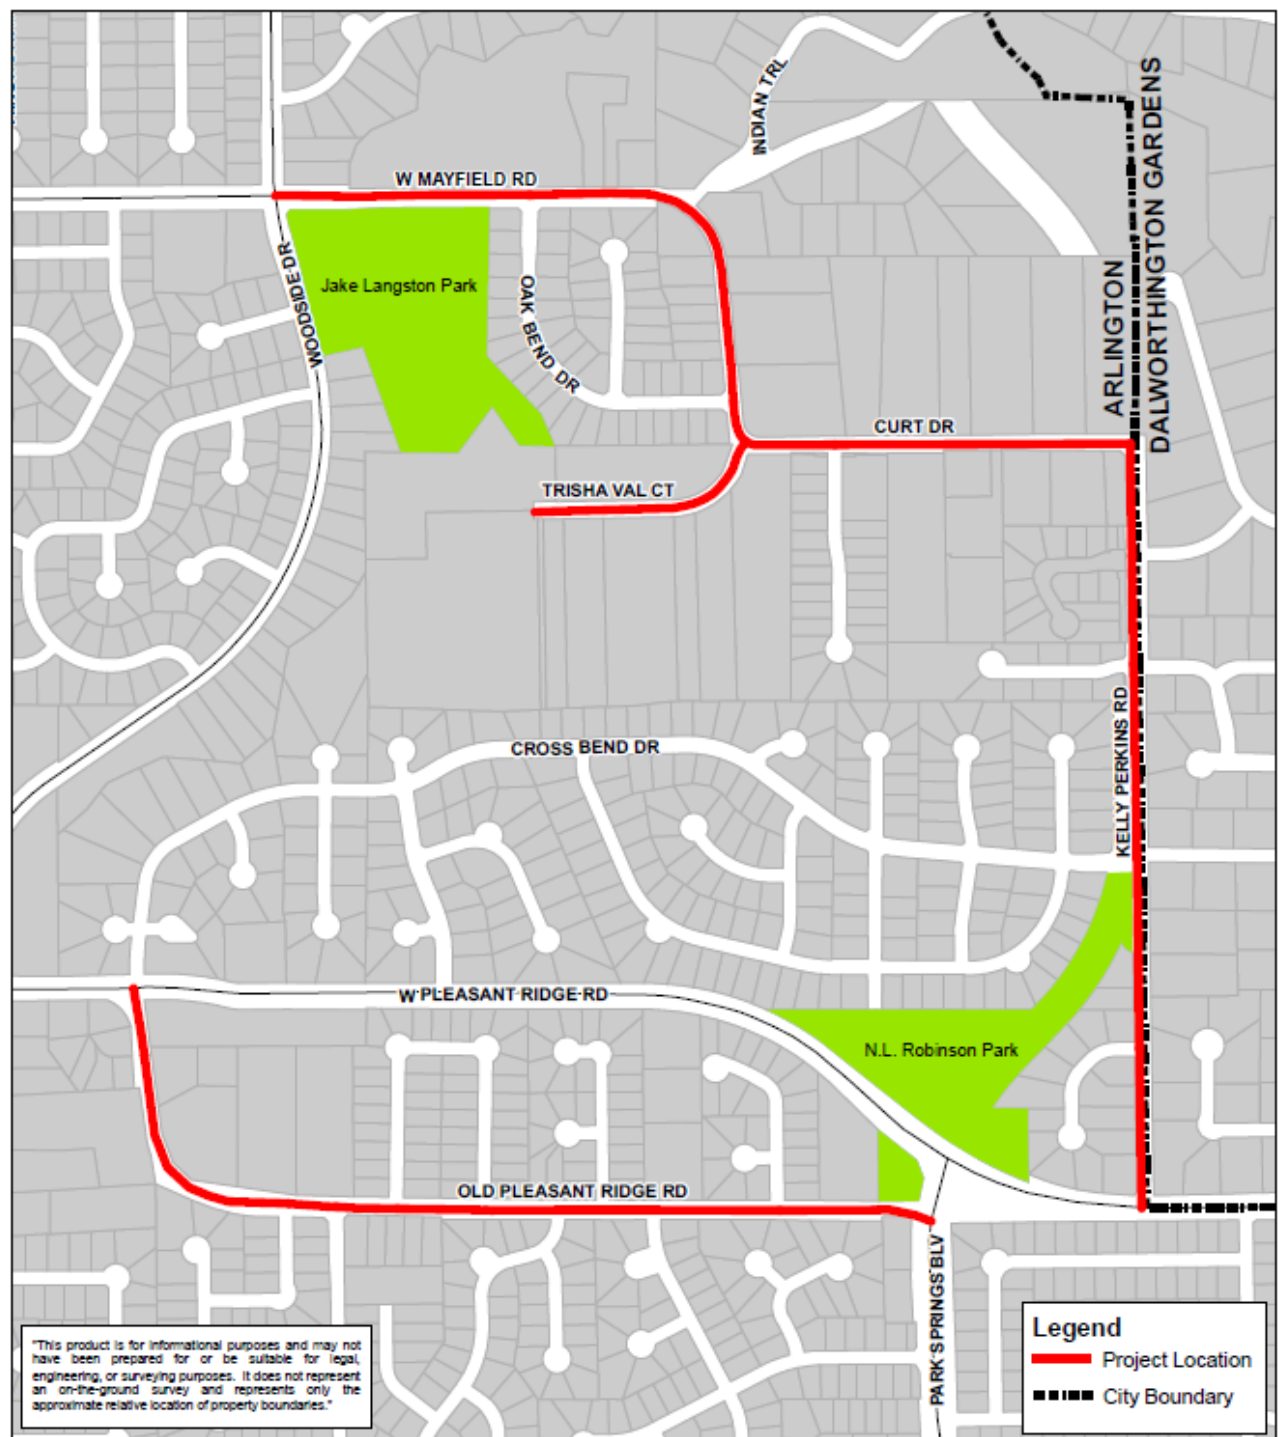 INDIAN TRL
DALWORTHINGTON GARDENS
ARLINGTON
W MAYFIELD RD
WOODSIDE DR
Jake Langston Park
OAK BEND DR
CURT DR
TRISHA VAL CT
KELLY PERKINS RD
CROSS BEND DR
W PLEASANT RIDGE RD
N.L. Robinson Park
OLD PLEASANT RIDGE RD
PARK SPRINGS BLV
"This product is for informational purposes and may not
have been prepared for or be suitable for legal,
engineering, or surveying purposes. It does not represent
an on-the-ground survey and represents only the
approximate relative location of property boundaries."
Legend
Project Location
City Boundary